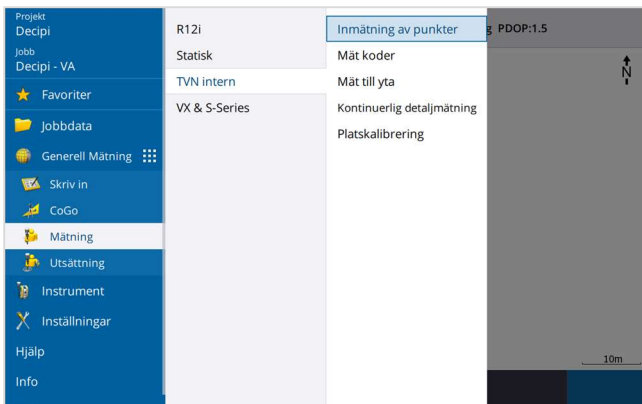 Projekt
Decipi
Jobb
Decipi - VA
Favoriter
Jobbdata
Generell Mätning
Skriv in
CoGo
Mätning
Utsättning
Instrument
Inställningar
Hjälp
Info
R12i
Statisk
TVN intern
VX & S-Series
Inmätning av punkter
Mät koder
Mät till yta
Kontinuerlig detaljmätning
Platskalibrering
PDOP:1.5
N
10m